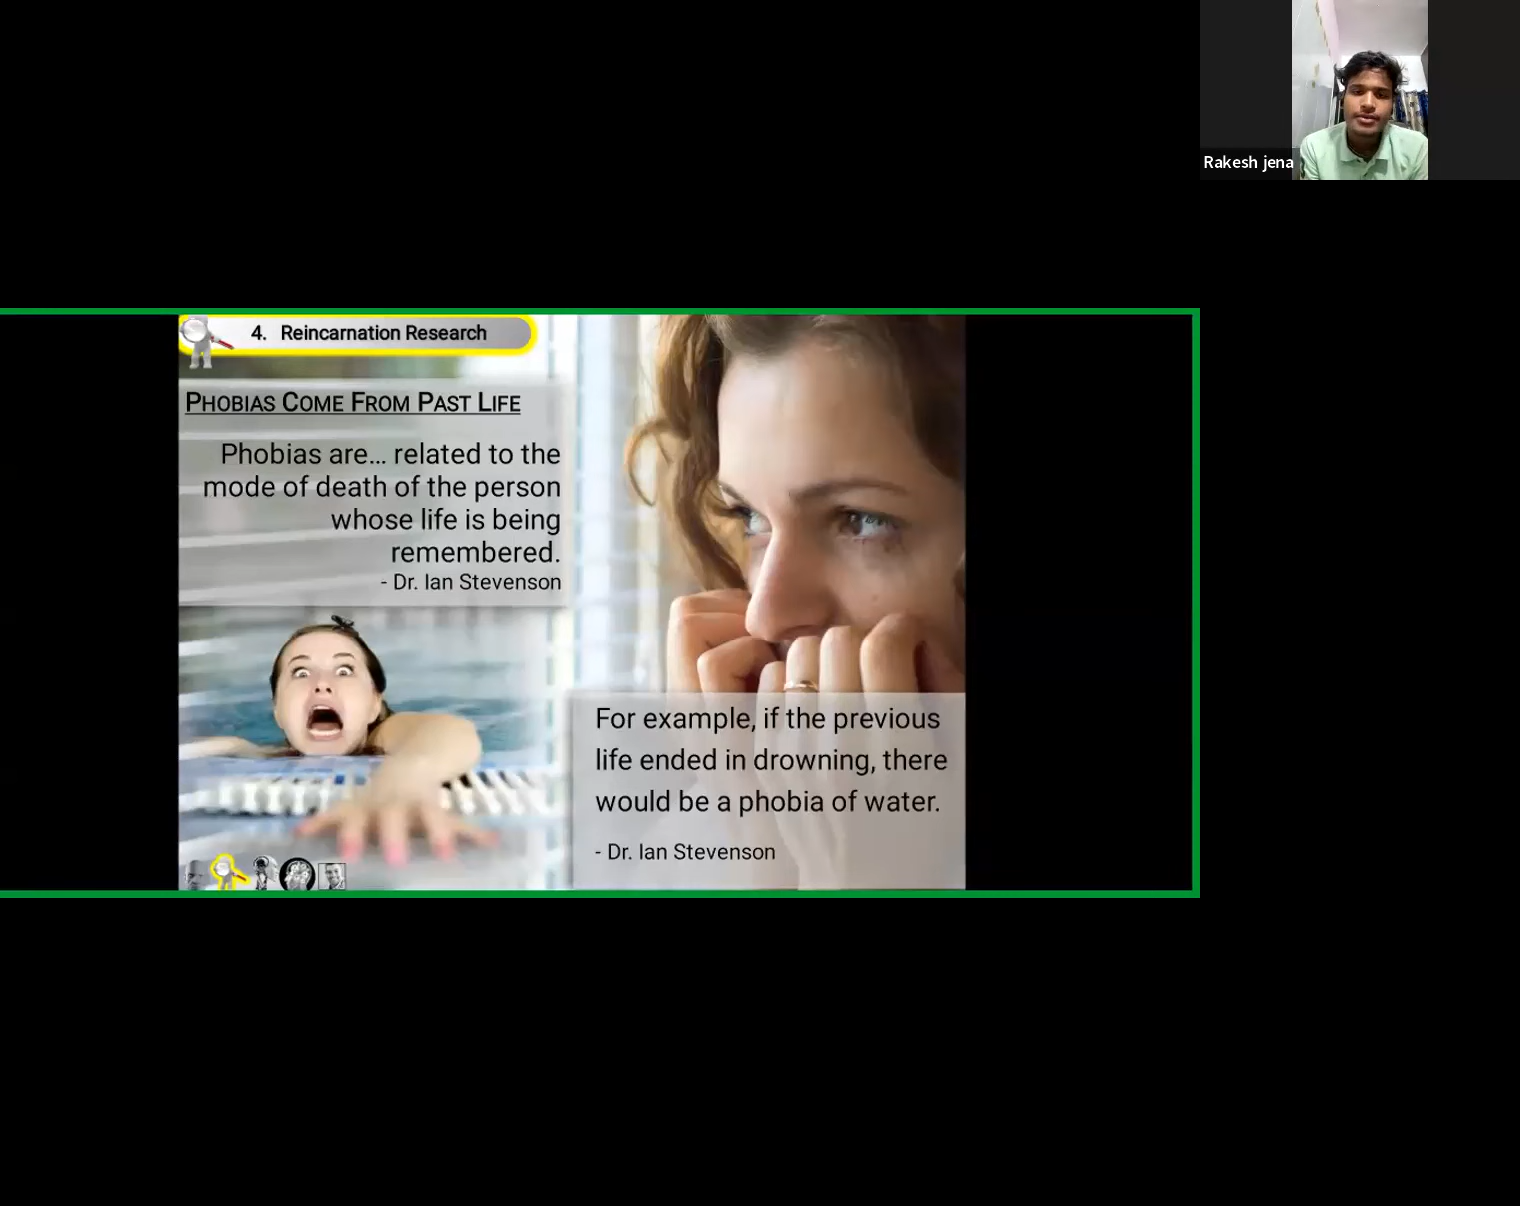 Rakesh jena
4. Reincarnation Research
PHOBIAS COME FROM PAST LIFE
Phobias are... related to the
mode of death of the person
whose life is being
remembered.
- Dr. Ian Stevenson
For example, if the previous
life ended in drowning, there
would be a phobia of water.
- Dr. Ian Stevenson